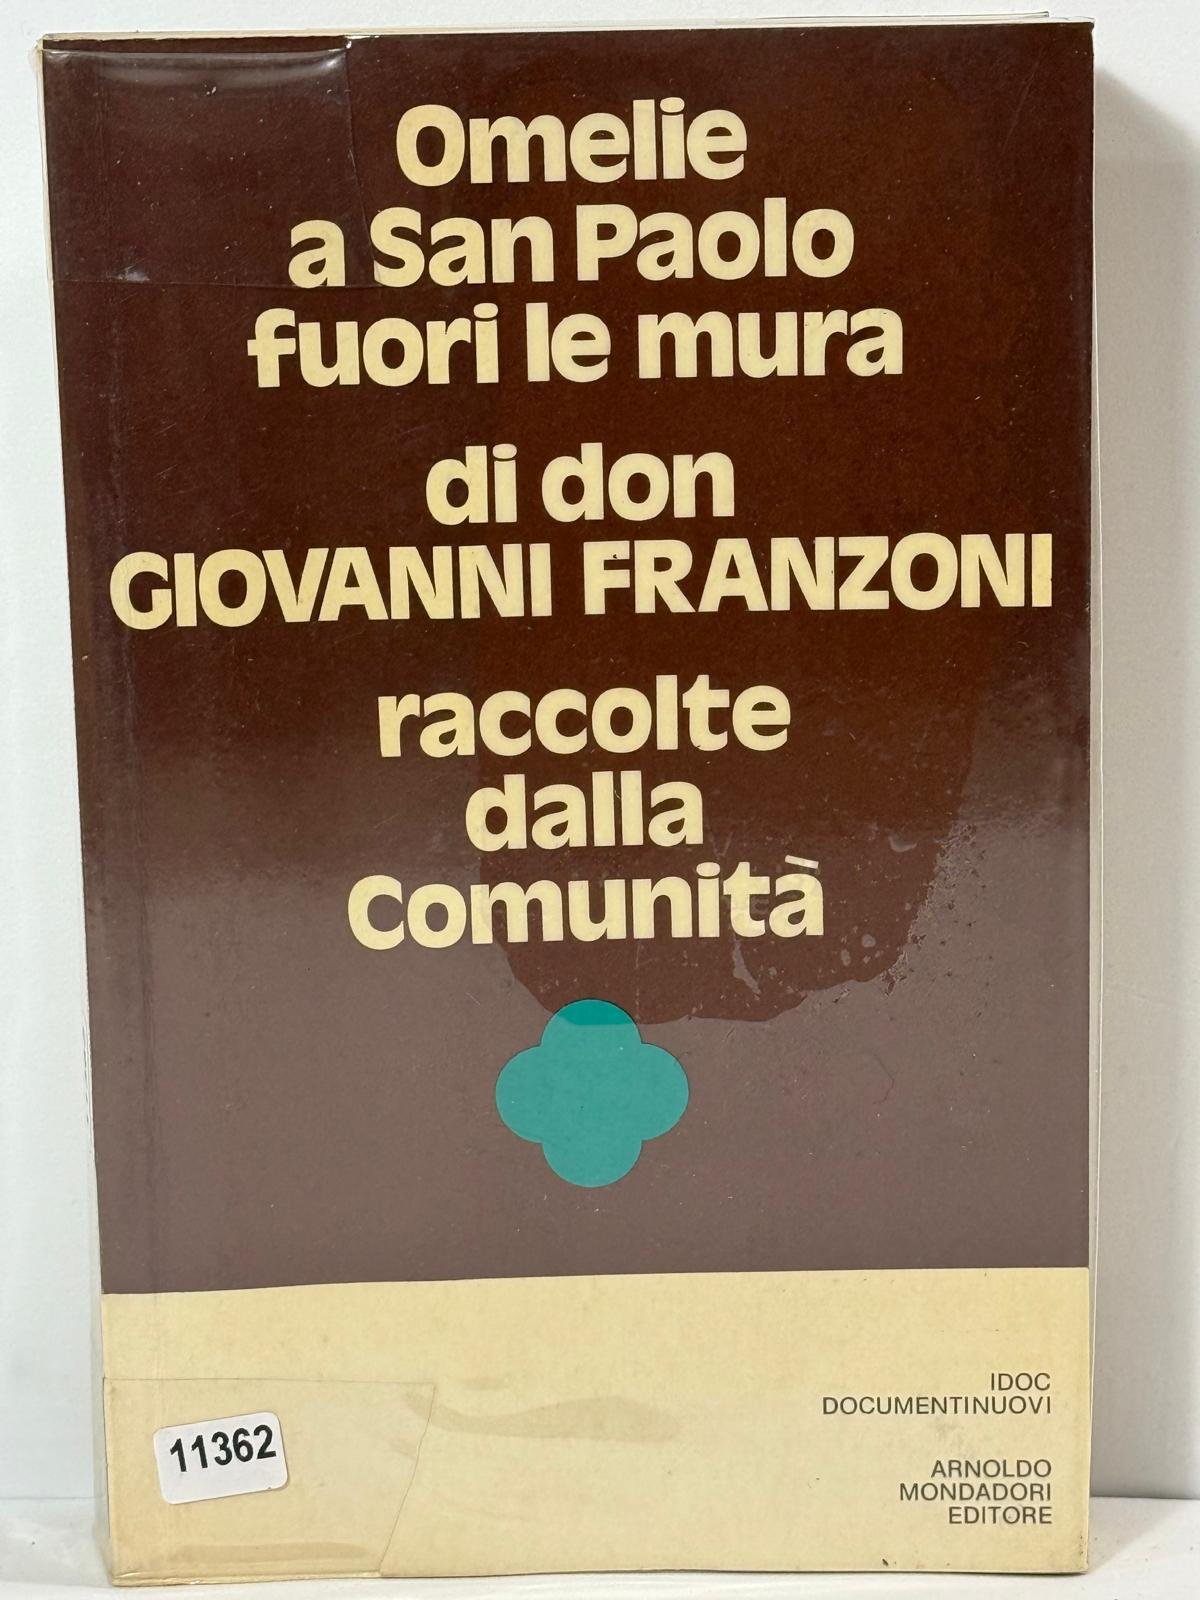 Omelie
a San Paolo
fuori le mura
di don
GIOVANNI FRANZONI
raccolte
dalla
Comunità
IDOC
DOCUMENTINUOVI
ARNOLDO
MONDADORI
EDITORE
11362